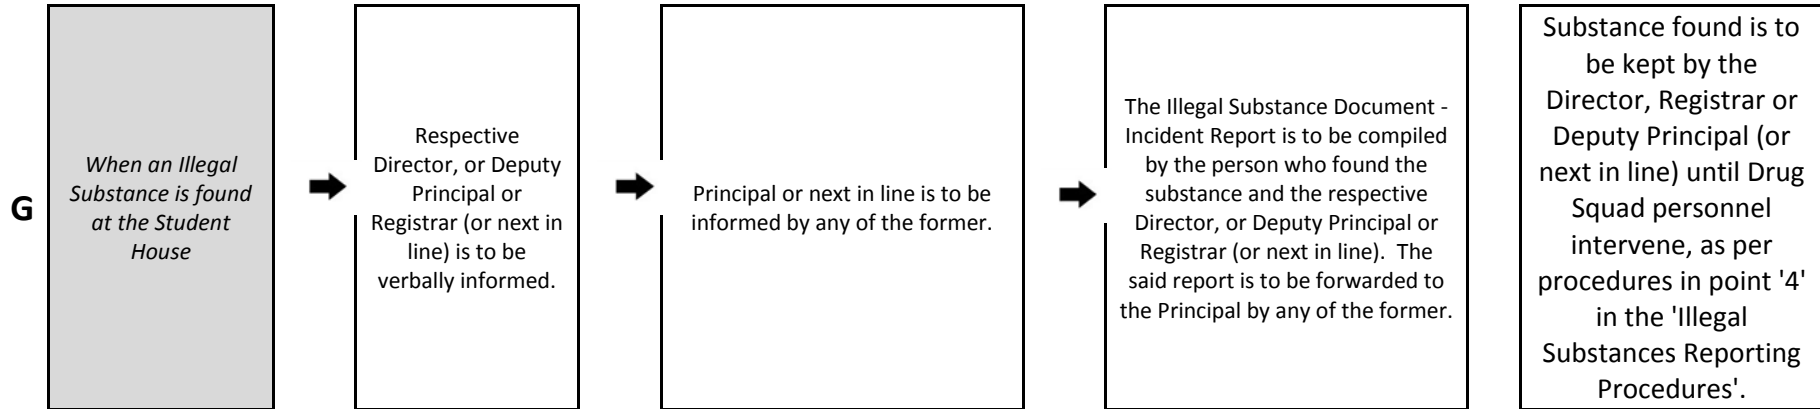 G
When an Illegal
Substance is found
at the Student
House
Respective
Director, or Deputy
Principal or
Registrar (or next in
line) is to be
verbally informed.
Principal or next in line is to be
informed by any of the former.
The Illegal Substance Document -
Incident Report is to be compiled
by the person who found the
substance and the respective
Director, or Deputy Principal or
Registrar (or next in line).  The
said report is to be forwarded to
the Principal by any of the former.
Substance found is to
be kept by the
Director, Registrar or
Deputy Principal (or
next in line) until Drug
Squad personnel
intervene, as per
procedures in point '4'
in the 'Illegal
Substances Reporting
Procedures'.